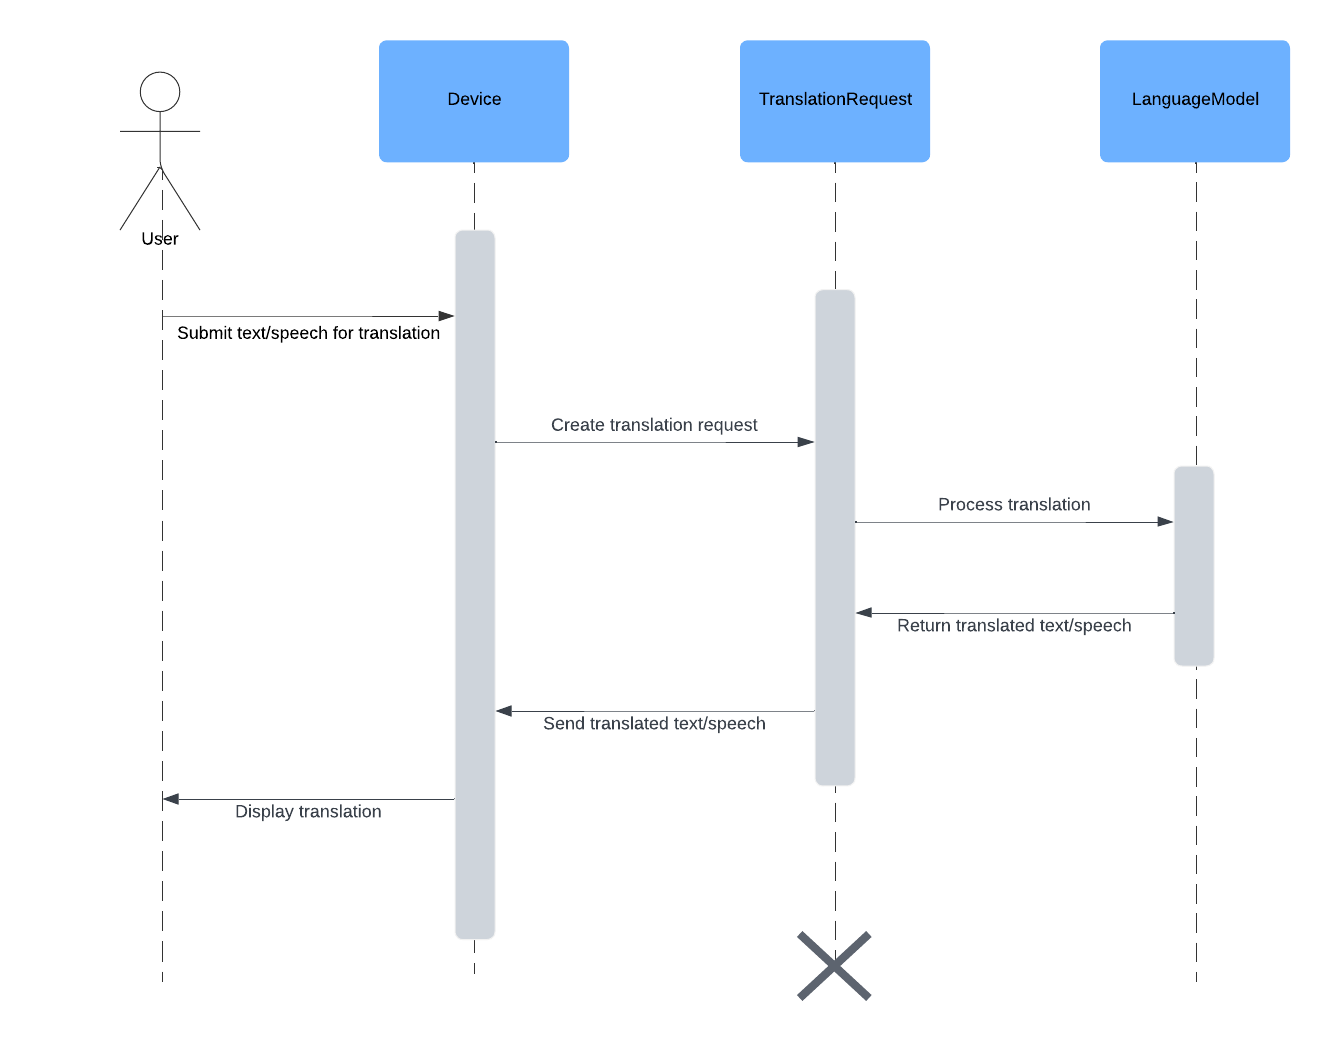 Device
TranslationRequest
LanguageModel
User
Submit text/speech for translation
Create translation request
Process translation
Return translated text/speech
Send translated text/speech
Display translation